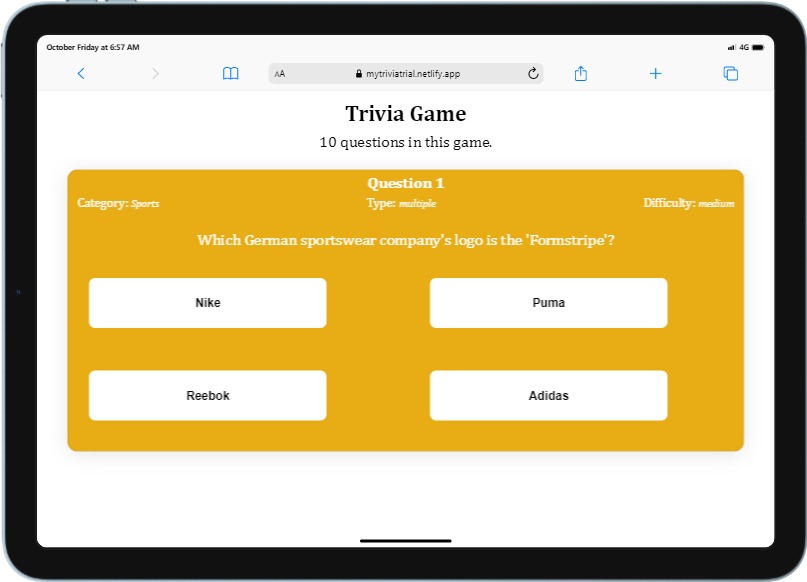 October Friday at 6:57 AM
4G
AA
mytriviatrial.netlify.app
Trivia Game
10 questions in this game.
Question 1
Category: Sports
Type: multiple
Difficulty: medium
Which German sportswear company's logo is the 'Formstripe'?
Nike
Puma
Reebok
Adidas